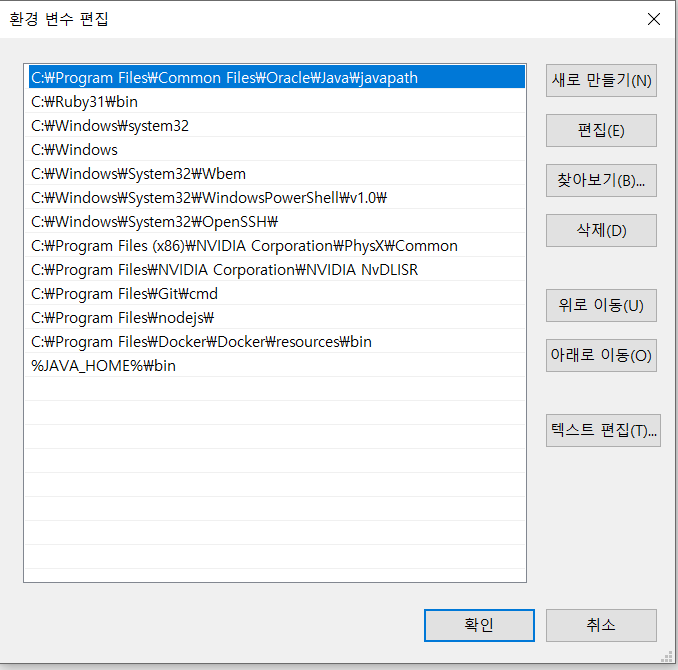 환경 변수 편집
C:₩Program Files₩Common Files₩Oracle₩Java₩javapath
C:₩Ruby31₩bin
C:₩Windows₩system32
C:₩Windows
C:₩Windows₩System32₩Wbem
C:₩Windows₩System32₩WindowsPowerShell₩v1.0₩
C:₩Windows₩System32₩OpenSSH₩
C:₩Program Files (x86)₩NVIDIA Corporation₩PhysX₩Common
C:₩Program Files₩NVIDIA Corporation₩NVIDIA NvDLISR
C:₩Program Files₩Git₩cmd
C:₩Program Files₩nodejs₩
C:₩Program Files₩Docker₩Docker₩resources₩bin
%JAVA_HOME%₩bin
새로 만들기(N)
편집(E)
찾아보기(B)...
삭제(D)
위로 이동(U)
아래로 이동(O)
텍스트 편집(T)...
확인
취소